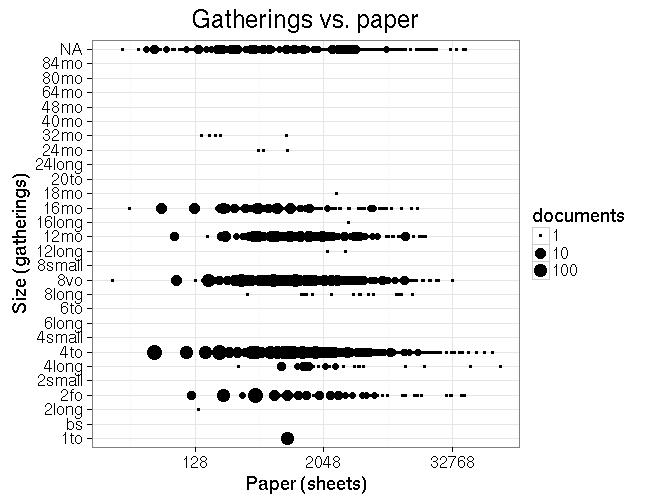 Gatherings vs. paper
NA
84mo
80mo
64mo
48mo
40mo
32mo
24mo
24long
20to
18mo
16mo
16long
12mo
12long
8small
8vo
8long
6to
6long
4small
4to
4long
2small
2fo
2long
bs
1to
Size (gatherings)
128 2048 32768
Paper (sheets)
documents
1
10
100